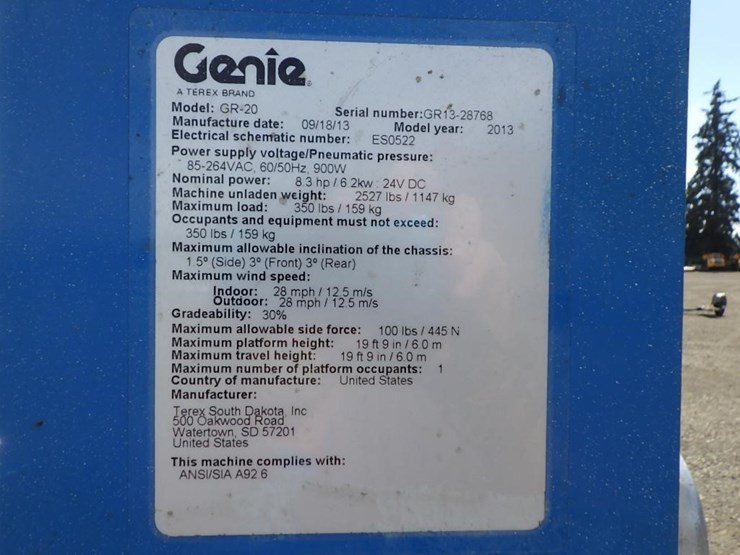 Genie
A TEREX BRAND
Model: GR-20 Serial number:GR13-28768
Manufacture date: 09/18/13 Model year: 2013
Electrical schematic number: ES0522
Power supply voltage/Pneumatic pressure:
85-264VAC, 60/50Hz, 900W
Nominal power: 8.3 hp / 6.2kw : 24V DC
Machine unladen weight: 2527 lbs / 1147 kg
Maximum load: 350 lbs / 159 kg
Occupants and equipment must not exceed:
350 lbs / 159 kg
Maximum allowable inclination of the chassis:
1.5º (Side) 3º (Front) 3º (Rear)
Maximum wind speed:
Indoor: 28 mph / 12.5 m/s
Outdoor: 28 mph / 12.5 m/s
Gradeability: 30%
Maximum allowable side force: 100 lbs / 445 N
Maximum platform height: 19 ft 9 in / 6.0 m
Maximum travel height: 19 ft 9 in / 6.0 m
Maximum number of platform occupants: 1
Country of manufacture: United States
Manufacturer:
Terex South Dakota, Inc
500 Oakwood Road
Watertown, SD 57201
United States
This machine complies with:
ANSI/SIA A92.6